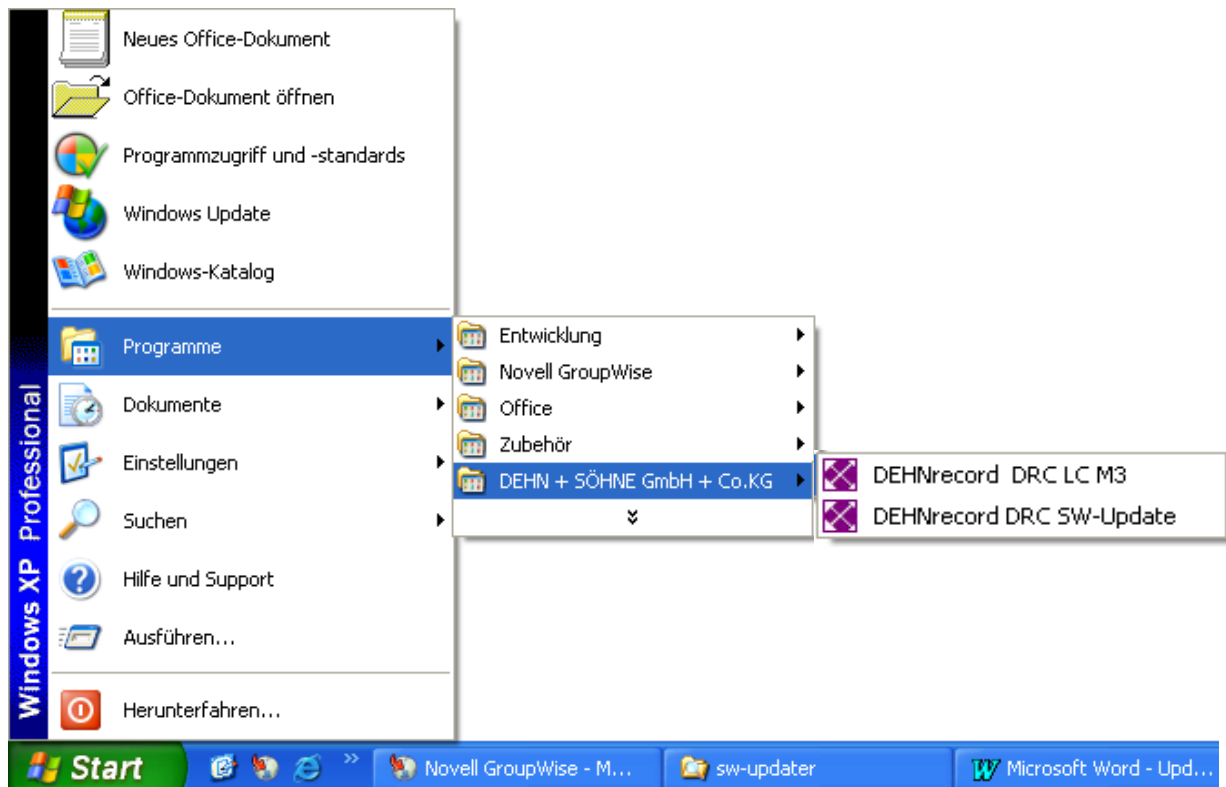 Neues Office-Dokument
Office-Dokument öffnen
Programmzugriff und -standards
Windows Update
Windows-Katalog
Programme
Dokumente
Einstellungen
Suchen
Hilfe und Support
Ausführen...
Herunterfahren...
Windows XP Professional
Entwicklung
Novell GroupWise
Office
Zubehör
DEHN + SÖHNE GmbH + Co.KG
DEHNrecord DRC LC M3
DEHNrecord DRC SW-Update
Start
Novell GroupWise - M...
sw-updater
Microsoft Word - Upd...